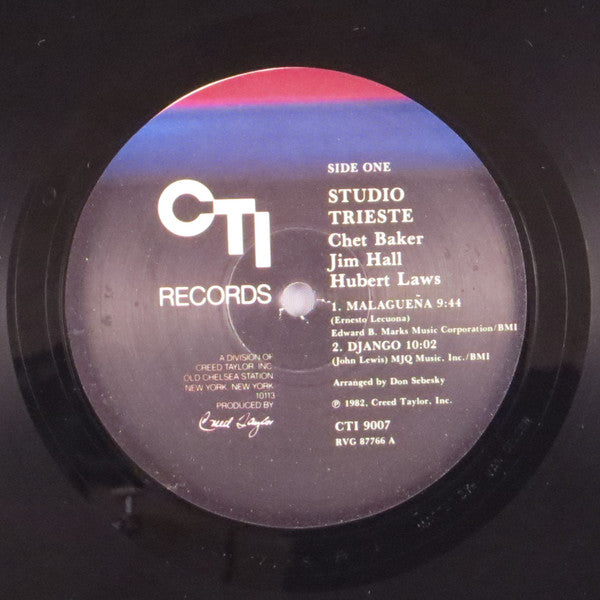 CTI
RECORDS
A DIVISION OF
CREED TAYLOR, INC.
OLD CHELSEA STATION
NEW YORK, NEW YORK
10113
PRODUCED BY
Creed Taylor
SIDE ONE
STUDIO
TRIESTE
Chet Baker
Jim Hall
Hubert Laws
1. MALAGUEÑA 9:44
(Ernesto Lecuona)
Edward B. Marks Music Corporation/BMI
2. DJANGO 10:02
(John Lewis) MJQ Music, Inc./BMI
Arranged by Don Sebesky
℗ 1982, Creed Taylor, Inc.
CTI 9007
RVG 87766 A